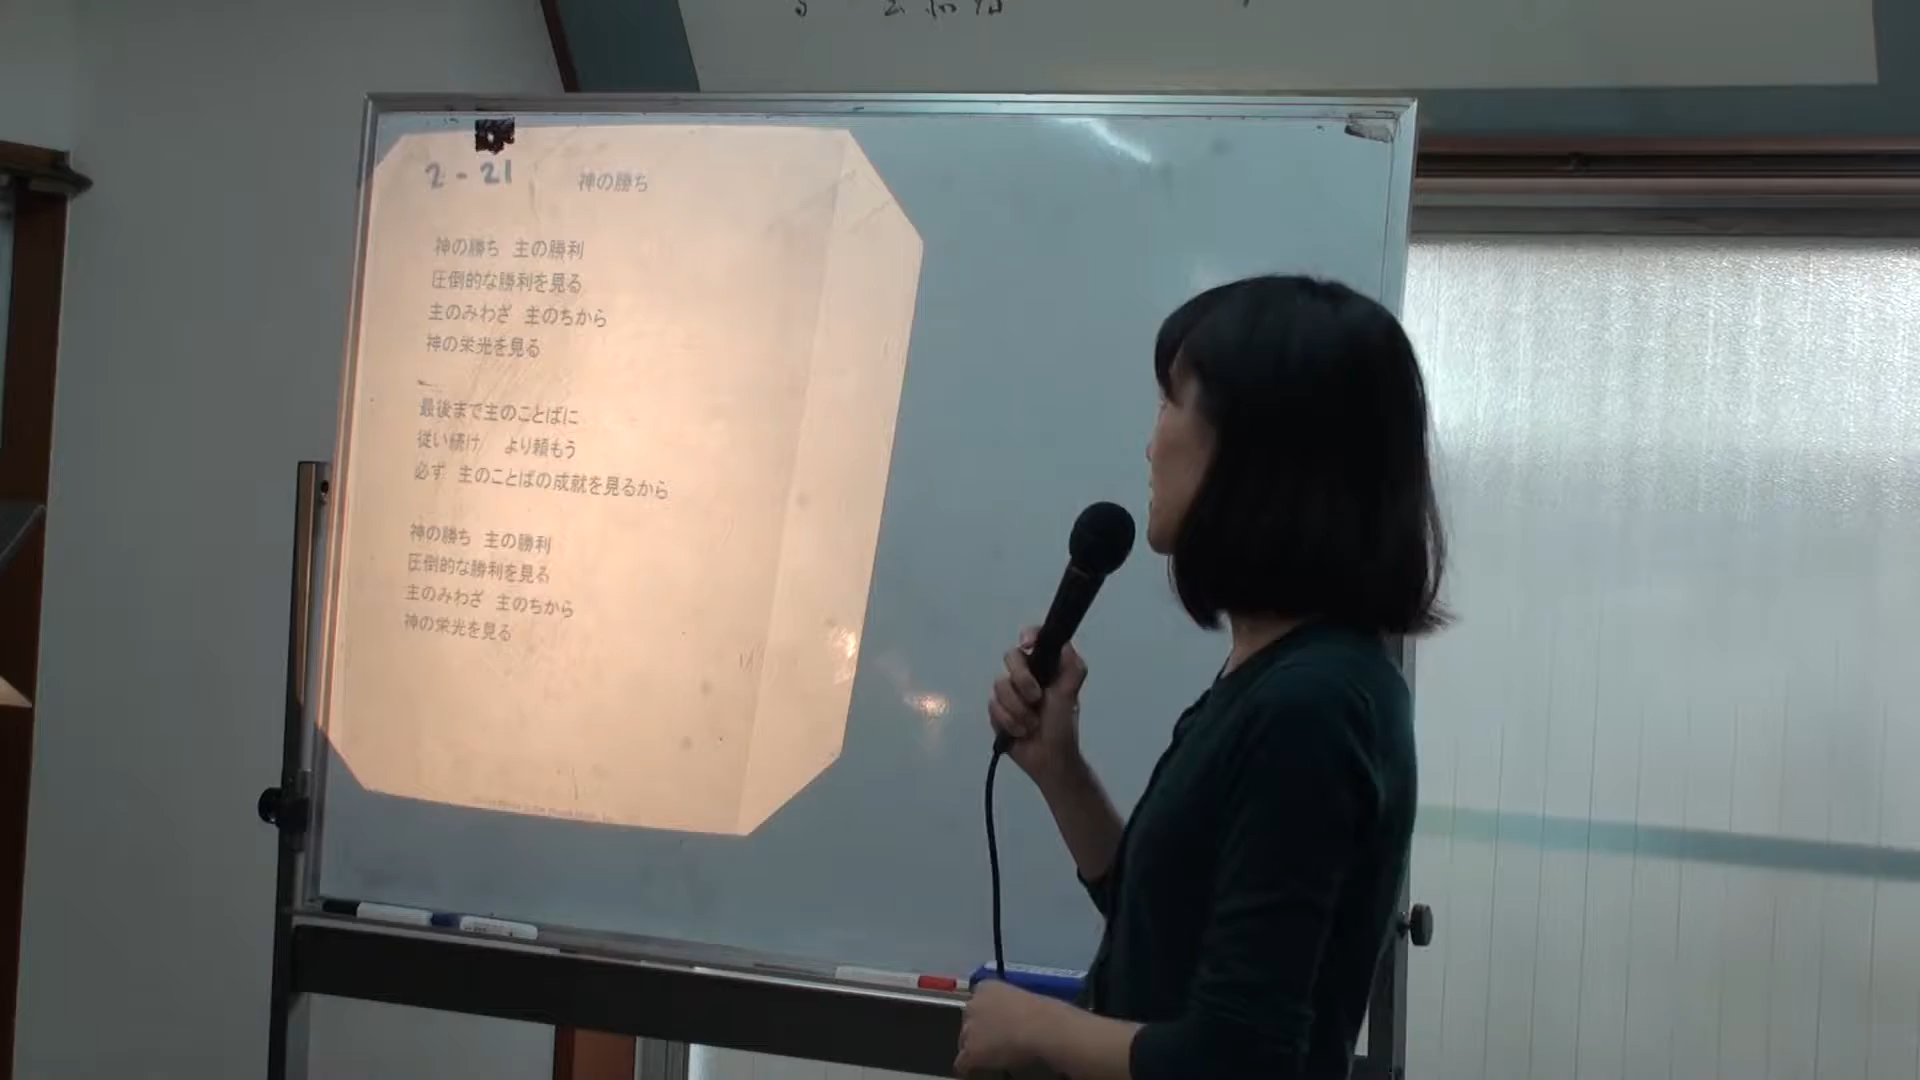 2-21 神の勝ち
神の勝ち 主の勝利
圧倒的な勝利を見る
主のみわざ 主のちから
神の栄光を見る
最後まで主のことばに
従い続け より頼もう
必ず 主のことばの成就を見るから
神の勝ち 主の勝利
圧倒的な勝利を見る
主のみわざ 主のちから
神の栄光を見る